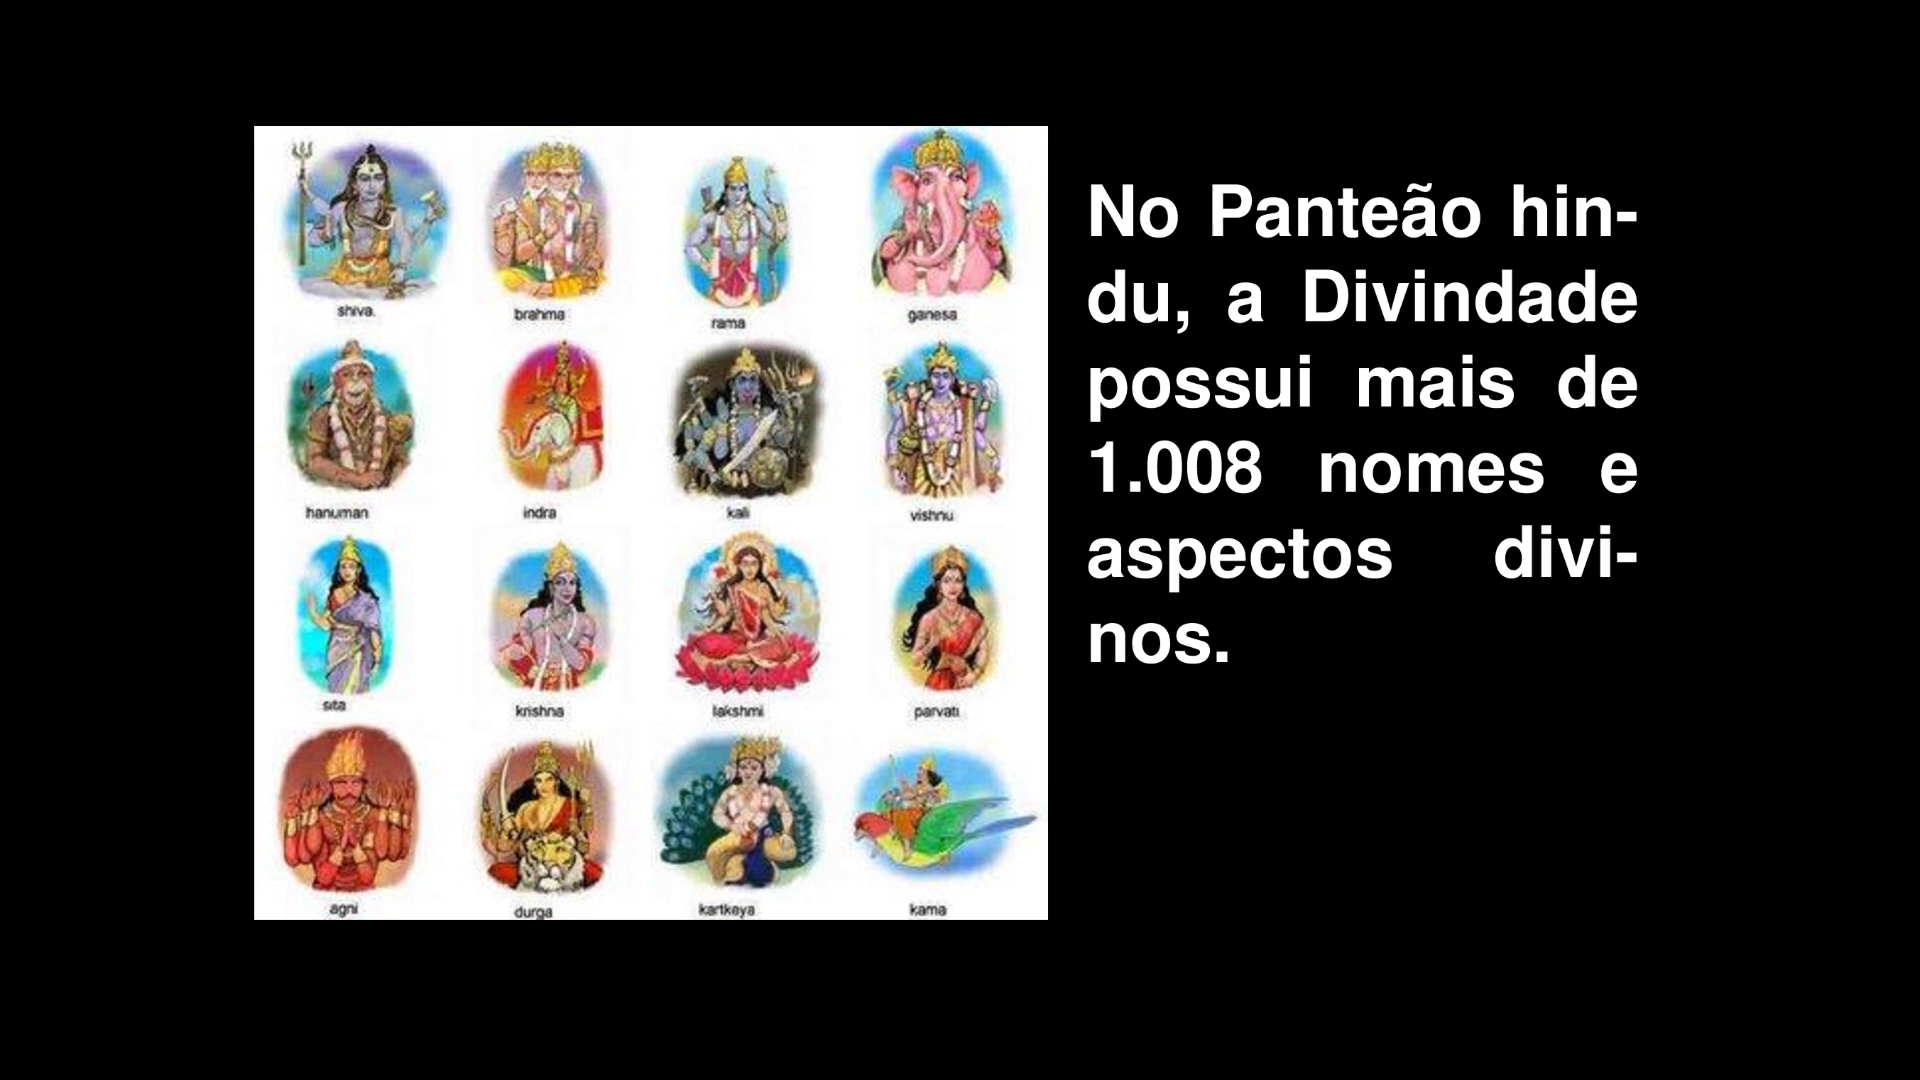 shiva.
brahma
rama
ganesa
hanuman
indra
kali
vishnu
sita
krishna
lakshmi
parvati
agni
durga
kartkeya
kama
No Panteão hin-
du, a Divindade
possui mais de
1.008 nomes e
aspectos divi-
nos.